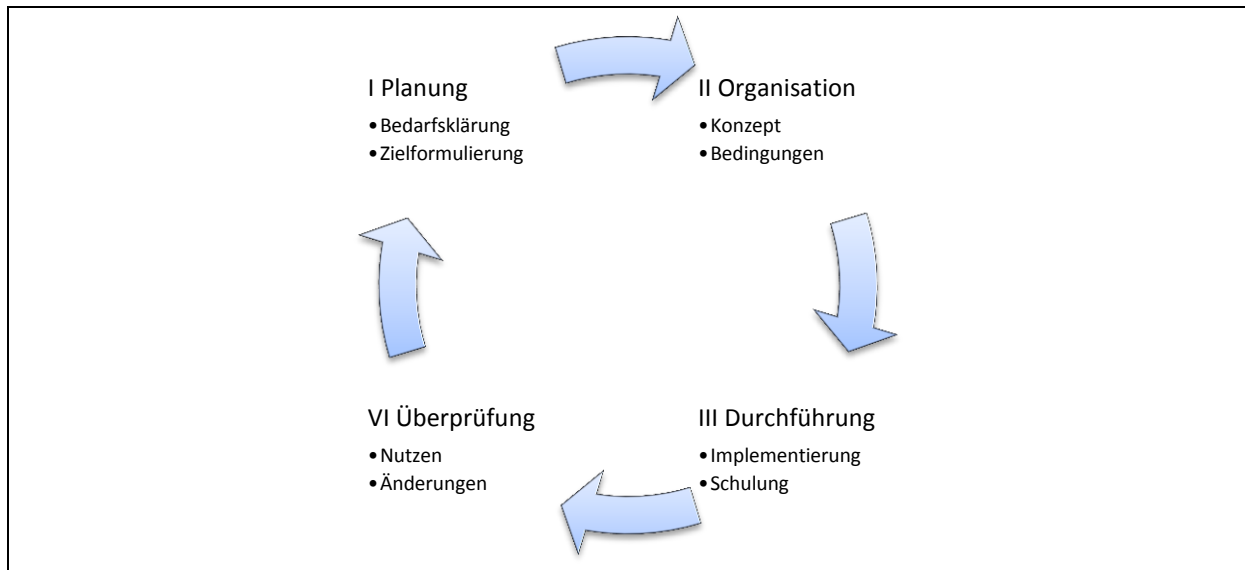 I Planung
•Bedarfsklärung
•Zielformulierung
II Organisation
•Konzept
•Bedingungen
III Durchführung
•Implementierung
•Schulung
VI Überprüfung
•Nutzen
•Änderungen